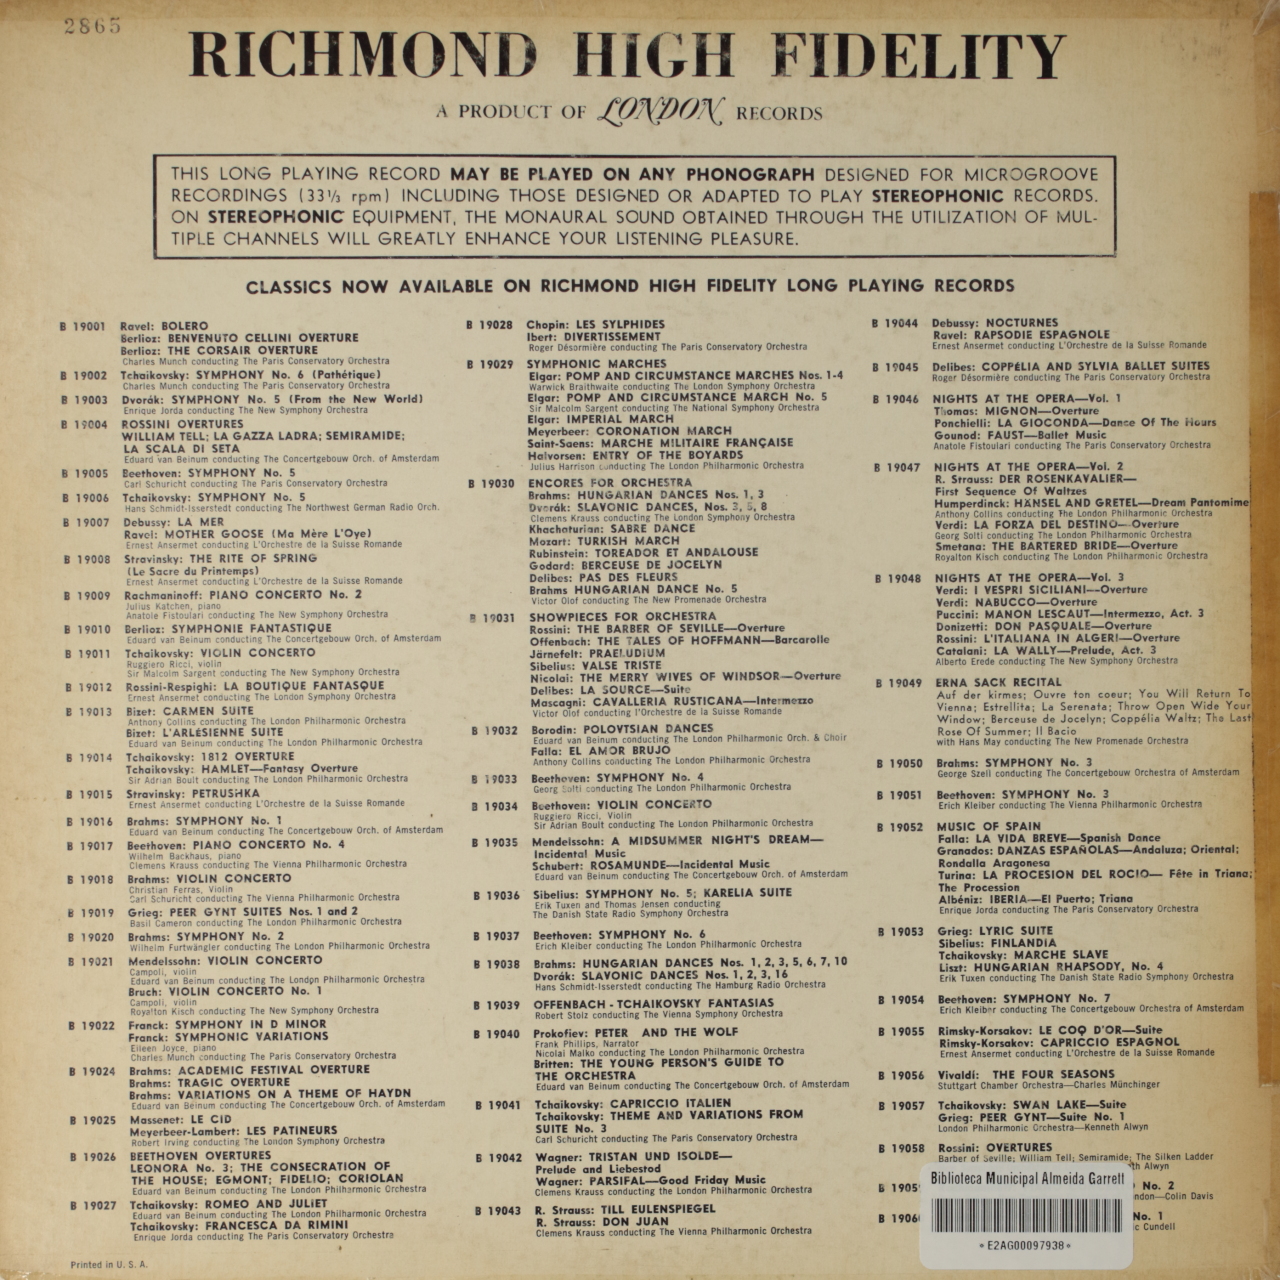 2865
RICHMOND HIGH FIDELITY
A PRODUCT OF LONDON RECORDS
THIS LONG PLAYING RECORD MAY BE PLAYED ON ANY PHONOGRAPH DESIGNED FOR MICROGROOVE
RECORDINGS (33⅓ rpm) INCLUDING THOSE DESIGNED OR ADAPTED TO PLAY STEREOPHONIC RECORDS.
ON STEREOPHONIC EQUIPMENT, THE MONAURAL SOUND OBTAINED THROUGH THE UTILIZATION OF MUL-
TIPLE CHANNELS WILL GREATLY ENHANCE YOUR LISTENING PLEASURE.
CLASSICS NOW AVAILABLE ON RICHMOND HIGH FIDELITY LONG PLAYING RECORDS
B 19001 Ravel: BOLERO
Berlioz: BENVENUTO CELLINI OVERTURE
Berlioz: THE CORSAIR OVERTURE
Charles Munch conducting The Paris Conservatory Orchestra
B 19002 Tchaikovsky: SYMPHONY No. 6 (Pathétique)
Charles Munch conducting The Paris Conservatory Orchestra
B 19003 Dvorák: SYMPHONY No. 5 (From the New World)
Enrique Jorda conducting The New Symphony Orchestra
B 19004 ROSSINI OVERTURES
WILLIAM TELL; LA GAZZA LADRA; SEMIRAMIDE;
LA SCALA DI SETA
Eduard van Beinum conducting The Concertgebouw Orch. of Amsterdam
B 19005 Beethoven: SYMPHONY No. 5
Carl Schuricht conducting The Paris Conservatory Orchestra
B 19006 Tchaikovsky: SYMPHONY No. 5
Hans Schmidt-Isserstedt conducting The Northwest German Radio Orch.
B 19007 Debussy: LA MER
Ravel: MOTHER GOOSE (Ma Mère L'Oye)
Ernest Ansermet conducting L'Orchestre de la Suisse Romande
B 19008 Stravinsky: THE RITE OF SPRING
(Le Sacre du Printemps)
Ernest Ansermet conducting L'Orchestre de la Suisse Romande
B 19009 Rachmaninoff: PIANO CONCERTO No. 2
Julius Katchen, piano
Anatole Fistoulari conducting The New Symphony Orchestra
B 19010 Berlioz: SYMPHONIE FANTASTIQUE
Eduard van Beinum conducting The Concertgebouw Orch. of Amsterdam
B 19011 Tchaikovsky: VIOLIN CONCERTO
Ruggiero Ricci, violin
Sir Malcolm Sargent conducting The New Symphony Orchestra
B 19012 Rossini-Respighi: LA BOUTIQUE FANTASQUE
Ernest Ansermet conducting The London Symphony Orchestra
B 19013 Bizet: CARMEN SUITE
Anthony Collins conducting The London Philharmonic Orchestra
Bizet: L'ARLÉSIENNE SUITE
Eduard van Beinum conducting The London Philharmonic Orchestra
B 19014 Tchaikovsky: 1812 OVERTURE
Tchaikovsky: HAMLET—Fantasy Overture
Sir Adrian Boult conducting The London Philharmonic Orchestra
B 19015 Stravinsky: PETRUSHKA
Ernest Ansermet conducting L'Orchestre de la Suisse Romande
B 19016 Brahms: SYMPHONY No. 1
Eduard van Beinum conducting The Concertgebouw Orch. of Amsterdam
B 19017 Beethoven: PIANO CONCERTO No. 4
Wilhelm Backhaus, piano
Clemens Krauss conducting The Vienna Philharmonic Orchestra
B 19018 Brahms: VIOLIN CONCERTO
Christian Ferras, Violin
Carl Schuricht conducting The Vienna Philharmonic Orchestra
B 19019 Grieg: PEER GYNT SUITES Nos. 1 and 2
Basil Cameron conducting The London Philharmonic Orchestra
B 19020 Brahms: SYMPHONY No. 2
Wilhelm Furtwängler conducting The London Philharmonic Orchestra
B 19021 Mendelssohn: VIOLIN CONCERTO
Campoli, violin
Eduard van Beinum conducting The London Philharmonic Orchestra
Bruch: VIOLIN CONCERTO No. 1
Campoli, violin
Royalton Kisch conducting The New Symphony Orchestra
B 19022 Franck: SYMPHONY IN D MINOR
Franck: SYMPHONIC VARIATIONS
Eileen Joyce, piano
Charles Munch conducting The Paris Conservatory Orchestra
B 19024 Brahms: ACADEMIC FESTIVAL OVERTURE
Brahms: TRAGIC OVERTURE
Brahms: VARIATIONS ON A THEME OF HAYDN
Eduard van Beinum conducting The Concertgebouw Orch. of Amsterdam
B 19025 Massenet: LE CID
Meyerbeer-Lambert: LES PATINEURS
Robert Irving conducting The London Symphony Orchestra
B 19026 BEETHOVEN OVERTURES
LEONORA No. 3; THE CONSECRATION OF
THE HOUSE; EGMONT; FIDELIO; CORIOLAN
Eduard van Beinum conducting The London Philharmonic Orchestra
B 19027 Tchaikovsky: ROMEO AND JULIET
Eduard van Beinum conducting The London Philharmonic Orchestra
Tchaikovsky: FRANCESCA DA RIMINI
Enrique Jorda conducting The Paris Conservatory Orchestra
Printed in U. S. A.
B 19028 Chopin: LES SYLPHIDES
Ibert: DIVERTISSEMENT
Roger Désormière conducting The Paris Conservatory Orchestra
B 19029 SYMPHONIC MARCHES
Elgar: POMP AND CIRCUMSTANCE MARCHES Nos. 1-4
Warwick Braithwaite conducting The London Symphony Orchestra
Elgar: POMP AND CIRCUMSTANCE MARCH No. 5
Sir Malcolm Sargent conducting The National Symphony Orchestra
Elgar: IMPERIAL MARCH
Meyerbeer: CORONATION MARCH
Saint-Saens: MARCHE MILITAIRE FRANÇAISE
Halvorsen: ENTRY OF THE BOYARDS
Julius Harrison conducting The London Philharmonic Orchestra
B 19030 ENCORES FOR ORCHESTRA
Brahms: HUNGARIAN DANCES Nos. 1, 3
Dvorák: SLAVONIC DANCES, Nos. 3, 5, 8
Clemens Krauss conducting The London Symphony Orchestra
Khachaturian: SABRE DANCE
Mozart: TURKISH MARCH
Rubinstein: TOREADOR ET ANDALOUSE
Godard: BERCEUSE DE JOCELYN
Delibes: PAS DES FLEURS
Brahms HUNGARIAN DANCE No. 5
Victor Olof conducting The New Promenade Orchestra
B 19031 SHOWPIECES FOR ORCHESTRA
Rossini: THE BARBER OF SEVILLE—Overture
Offenbach: THE TALES OF HOFFMANN—Barcarolle
Järnefelt: PRAELUDIUM
Sibelius: VALSE TRISTE
Nicolai: THE MERRY WIVES OF WINDSOR—Overture
Delibes: LA SOURCE—Suite
Mascagni: CAVALLERIA RUSTICANA—Intermezzo
Victor Olof conducting l'Orchestre de la Suisse Romande
B 19032 Borodin: POLOVTSIAN DANCES
Eduard van Beinum conducting The London Philharmonic Orch. & Choir
Falla: EL AMOR BRUJO
Anthony Collins conducting The London Philharmonic Orchestra
B 19033 Beethoven: SYMPHONY No. 4
Georg Solti conducting The London Philharmonic Orchestra
B 19034 Beethoven: VIOLIN CONCERTO
Ruggiero Ricci, Violin
Sir Adrian Boult conducting The London Philharmonic Orchestra
B 19035 Mendelssohn: A MIDSUMMER NIGHT'S DREAM—
Incidental Music
Schubert: ROSAMUNDE—Incidental Music
Eduard van Beinum conducting The Concertgebouw Orch. of Amsterdam
B 19036 Sibelius: SYMPHONY No. 5; KARELIA SUITE
Erik Tuxen and Thomas Jensen conducting
The Danish State Radio Symphony Orchestra
B 19037 Beethoven: SYMPHONY No. 6
Erich Kleiber conducting The London Philharmonic Orchestra
B 19038 Brahms: HUNGARIAN DANCES Nos. 1, 2, 3, 5, 6, 7, 10
Dvorák: SLAVONIC DANCES Nos. 1, 2, 3, 16
Hans Schmidt-Isserstedt conducting The Hamburg Radio Orchestra
B 19039 OFFENBACH - TCHAIKOVSKY FANTASIAS
Robert Stolz conducting The Vienna Symphony Orchestra
B 19040 Prokofiev: PETER AND THE WOLF
Frank Phillips, Narrator
Nicolai Malko conducting The London Philharmonic Orchestra
Britten: THE YOUNG PERSON'S GUIDE TO
THE ORCHESTRA
Eduard van Beinum conducting The Concertgebouw Orch. of Amsterdam
B 19041 Tchaikovsky: CAPRICCIO ITALIEN
Tchaikovsky: THEME AND VARIATIONS FROM
SUITE No. 3
Carl Schuricht conducting The Paris Conservatory Orchestra
B 19042 Wagner: TRISTAN UND ISOLDE—
Prelude and Liebestod
Wagner: PARSIFAL—Good Friday Music
Clemens Krauss conducting the London Philharmonic Orchestra
B 19043 R. Strauss: TILL EULENSPIEGEL
R. Strauss: DON JUAN
Clemens Krauss conducting The Vienna Philharmonic Orchestra
B 19044 Debussy: NOCTURNES
Ravel: RAPSODIE ESPAGNOLE
Ernest Ansermet conducting L'Orchestre de la Suisse Romande
B 19045 Delibes: COPPÉLIA AND SYLVIA BALLET SUITES
Roger Désormière conducting The Paris Conservatory Orchestra
B 19046 NIGHTS AT THE OPERA—Vol. 1
Thomas: MIGNON—Overture
Ponchielli: LA GIOCONDA—Dance Of The Hours
Gounod: FAUST—Ballet Music
Anatole Fistoulari conducting The Paris Conservatory Orchestra
B 19047 NIGHTS AT THE OPERA—Vol. 2
R. Strauss: DER ROSENKAVALIER—
First Sequence Of Waltzes
Humperdinck: HÄNSEL AND GRETEL—Dream Pantomime
Anthony Collins conducting The London Philharmonic Orchestra
Verdi: LA FORZA DEL DESTINO—Overture
Georg Solti conducting The London Philharmonic Orchestra
Smetana: THE BARTERED BRIDE—Overture
Royalton Kisch conducting The London Philharmonic Orchestra
B 19048 NIGHTS AT THE OPERA—Vol. 3
Verdi: I VESPRI SICILIANI—Overture
Verdi: NABUCCO—Overture
Puccini: MANON LESCAUT—Intermezzo, Act. 3
Donizetti: DON PASQUALE—Overture
Rossini: L'ITALIANA IN ALGERI—Overture
Catalani: LA WALLY—Prelude, Act. 3
Alberto Erede conducting The New Symphony Orchestra
B 19049 ERNA SACK RECITAL
Auf der kirmes; Ouvre ton coeur; You Will Return To
Vienna; Estrellita; La Serenata; Throw Open Wide Your
Window; Berceuse de Jocelyn; Coppélia Waltz; The Last
Rose Of Summer; Il Bacio
with Hans May conducting The New Promenade Orchestra
B 19050 Brahms: SYMPHONY No. 3
George Szell conducting The Concertgebouw Orchestra of Amsterdam
B 19051 Beethoven: SYMPHONY No. 3
Erich Kleiber conducting The Vienna Philharmonic Orchestra
B 19052 MUSIC OF SPAIN
Falla: LA VIDA BREVE—Spanish Dance
Granados: DANZAS ESPAÑOLAS—Andaluza; Oriental;
Rondalla Aragonesa
Turina: LA PROCESION DEL ROCIO— Fête in Triana;
The Procession
Albéniz: IBERIA—El Puerto; Triana
Enrique Jorda conducting The Paris Conservatory Orchestra
B 19053 Grieg: LYRIC SUITE
Sibelius: FINLANDIA
Tchaikovsky: MARCHE SLAVE
Liszt: HUNGARIAN RHAPSODY, No. 4
Erik Tuxen conducting The Danish State Radio Symphony Orchestra
B 19054 Beethoven: SYMPHONY No. 7
Erich Kleiber conducting The Concertgebouw Orchestra of Amsterdam
B 19055 Rimsky-Korsakov: LE COQ D'OR—Suite
Rimsky-Korsakov: CAPRICCIO ESPAGNOL
Ernest Ansermet conducting L'Orchestre de la Suisse Romande
B 19056 Vivaldi: THE FOUR SEASONS
Stuttgart Chamber Orchestra—Charles Münchinger
B 19057 Tchaikovsky: SWAN LAKE—Suite
Grieg: PEER GYNT—Suite No. 1
London Philharmonic Orchestra—Kenneth Alwyn
B 19058 Rossini: OVERTURES
Barber of Seville; William Tell; Semiramide; The Silken Ladder
Alwyn
B 1905 No. 2
Colin Davis
B 1906 No. 1
Cundell
Biblioteca Municipal Almeida Garrett
*E2AG00097938*